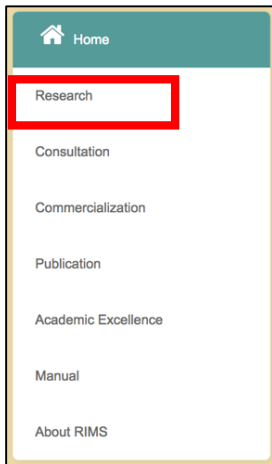 Home
Research
Consultation
Commercialization
Publication
Academic Excellence
Manual
About RIMS